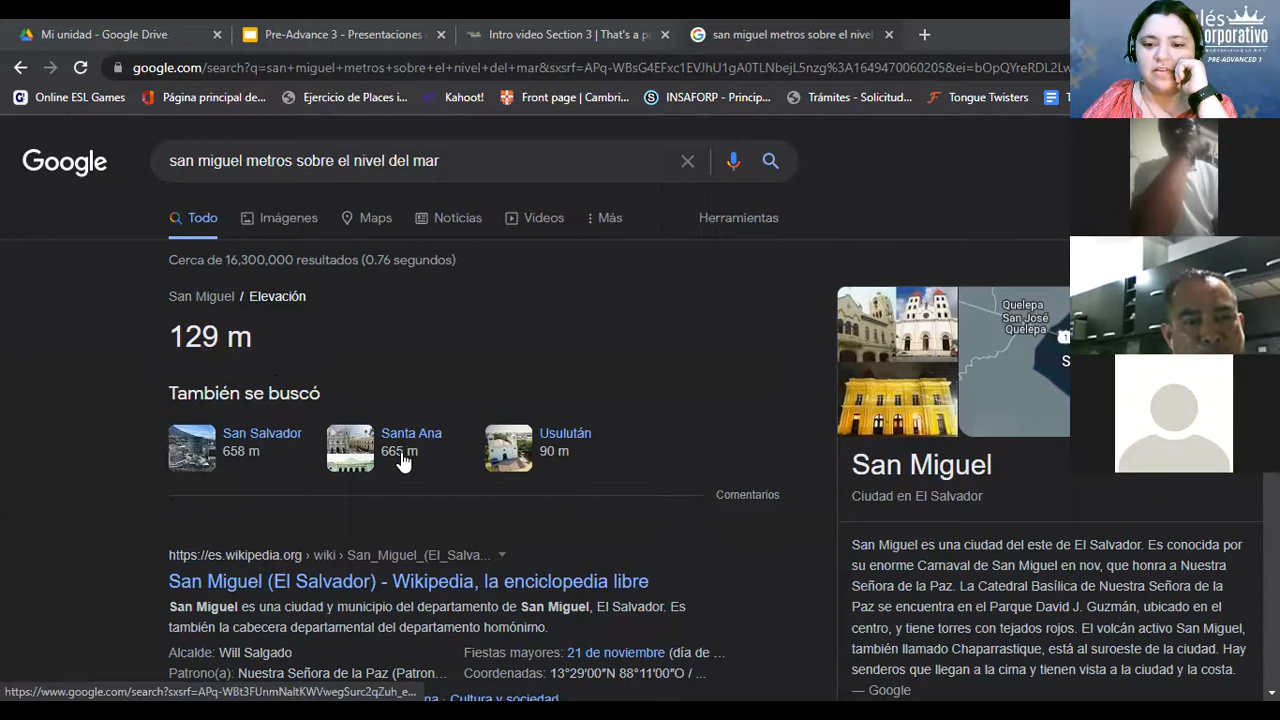 Mi unidad - Google Drive
Pre-Advance 3 - Presentaciones
Intro video Section 3 | That's a p
san miguel metros sobre el nivel
google.com/search?q=san+miguel+metros+sobre+el+nivel+del+mar&sxsrf=APq-WBsG4EFxc1EVJhU1gA0TLNbejL5nzg%3A1649470060205&ei=bOpQYreRDL2Lw
Online ESL Games
Página principal de...
Ejercicio de Places i...
Kahoot!
Front page | Cambri...
INSAFORP - Princip...
Trámites - Solicitud...
Tongue Twisters
Google
san miguel metros sobre el nivel del mar
Todo
Imágenes
Maps
Noticias
Vídeos
Más
Herramientas
Cerca de 16,300,000 resultados (0.76 segundos)
San Miguel / Elevación
129 m
También se buscó
San Salvador
658 m
Santa Ana
665 m
Usulután
90 m
Comentarios
https://es.wikipedia.org › wiki › San_Miguel_(El_Salva...
San Miguel (El Salvador) - Wikipedia, la enciclopedia libre
San Miguel es una ciudad y municipio del departamento de San Miguel, El Salvador. Es
también la cabecera departamental del departamento homónimo.
Alcalde: Will Salgado
Fiestas mayores: 21 de noviembre (día de ...
Patrono(a): Nuestra Señora de la Paz (Patron...
Coordenadas: 13°29′00″N 88°11′00″O / ...
Cultura y sociedad
Quelepa
San José
Quelepa
San Miguel
Ciudad en El Salvador
San Miguel es una ciudad del este de El Salvador. Es conocida por
su enorme Carnaval de San Miguel en nov, que honra a Nuestra
Señora de la Paz. La Catedral Basílica de Nuestra Señora de la
Paz se encuentra en el Parque David J. Guzmán, ubicado en el
centro, y tiene torres con tejados rojos. El volcán activo San Miguel,
también llamado Chaparrastique, está al suroeste de la ciudad. Hay
senderos que llegan a la cima y tienen vista a la ciudad y la costa.
— Google
glés
orporativo
PRE-ADVANCED 1